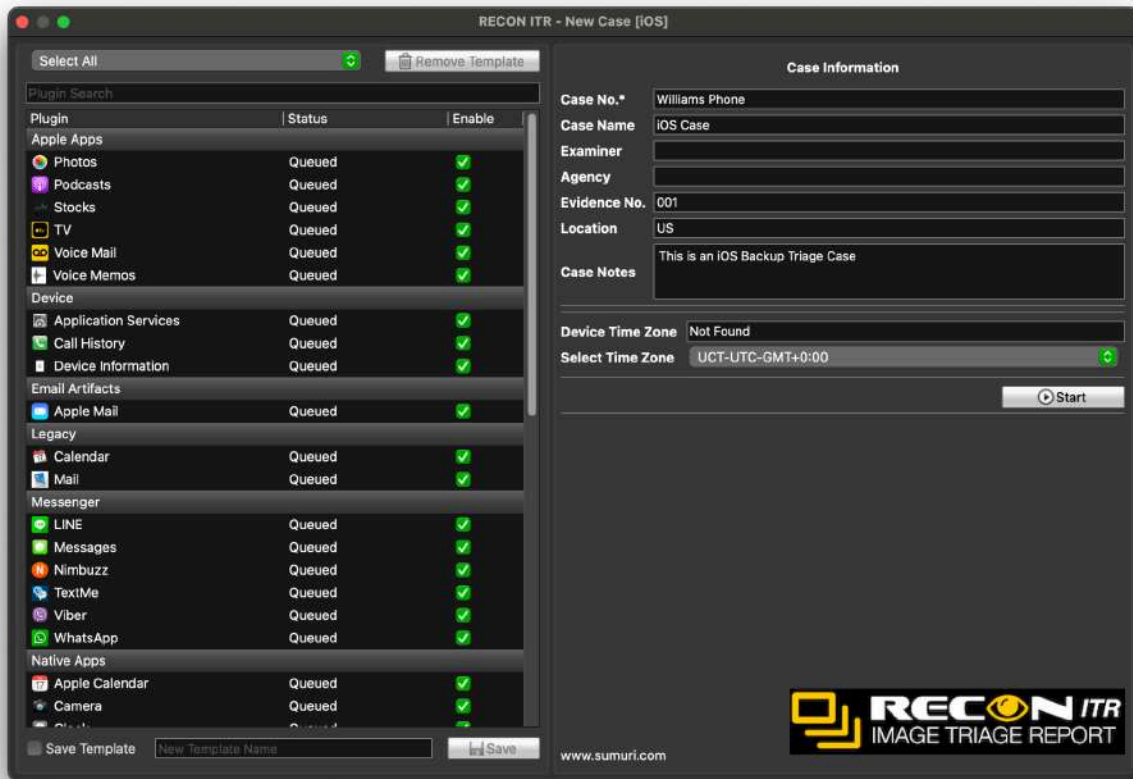 RECON ITR - New Case [iOS]
Select All
Remove Template
Plugin Search
Plugin Status Enable
Apple Apps
Photos Queued
Podcasts Queued
Stocks Queued
TV Queued
Voice Mail Queued
Voice Memos Queued
Device
Application Services Queued
Call History Queued
Device Information Queued
Email Artifacts
Apple Mail Queued
Legacy
Calendar Queued
Mail Queued
Messenger
LINE Queued
Messages Queued
Nimbuzz Queued
TextMe Queued
Viber Queued
WhatsApp Queued
Native Apps
Apple Calendar Queued
Camera Queued
Save Template New Template Name Save
Case Information
Case No.* Williams Phone
Case Name iOS Case
Examiner
Agency
Evidence No. 001
Location US
Case Notes This is an iOS Backup Triage Case
Device Time Zone Not Found
Select Time Zone UCT-UTC-GMT+0:00
Start
RECON ITR
IMAGE TRIAGE REPORT
www.sumuri.com